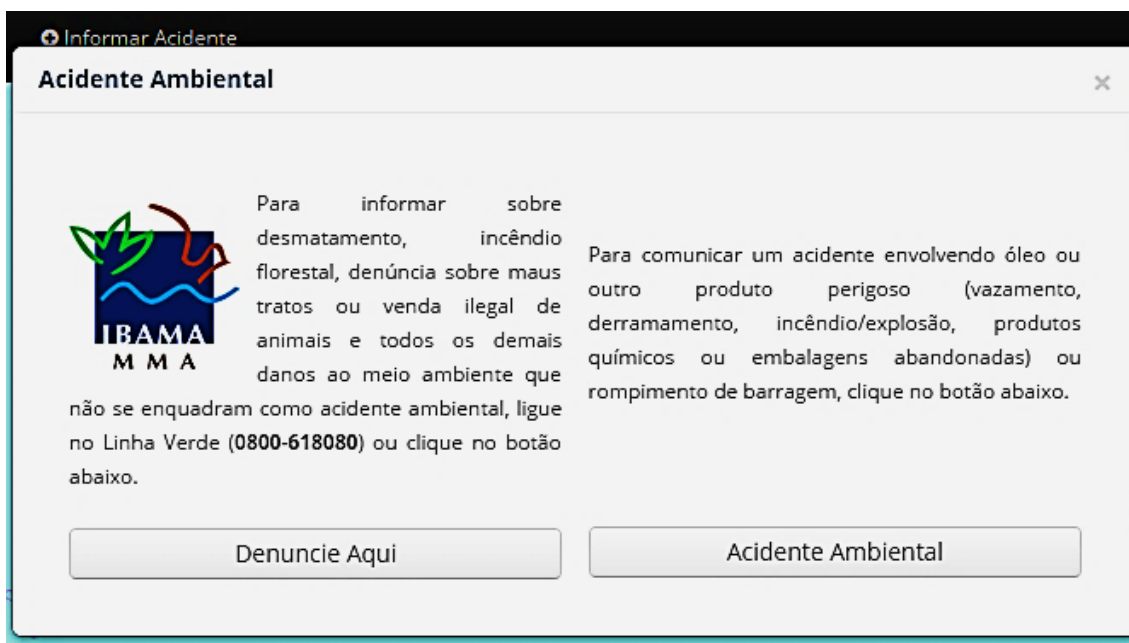 Informar Acidente
Acidente Ambiental
×
IBAMA
M M A
Para informar sobre
desmatamento, incêndio
florestal, denúncia sobre maus
tratos ou venda ilegal de
animais e todos os demais
danos ao meio ambiente que
não se enquadram como acidente ambiental, ligue
no Linha Verde (0800-618080) ou clique no botão
abaixo.
Denuncie Aqui
Para comunicar um acidente envolvendo óleo ou
outro produto perigoso (vazamento,
derramamento, incêndio/explosão, produtos
químicos ou embalagens abandonadas) ou
rompimento de barragem, clique no botão abaixo.
Acidente Ambiental